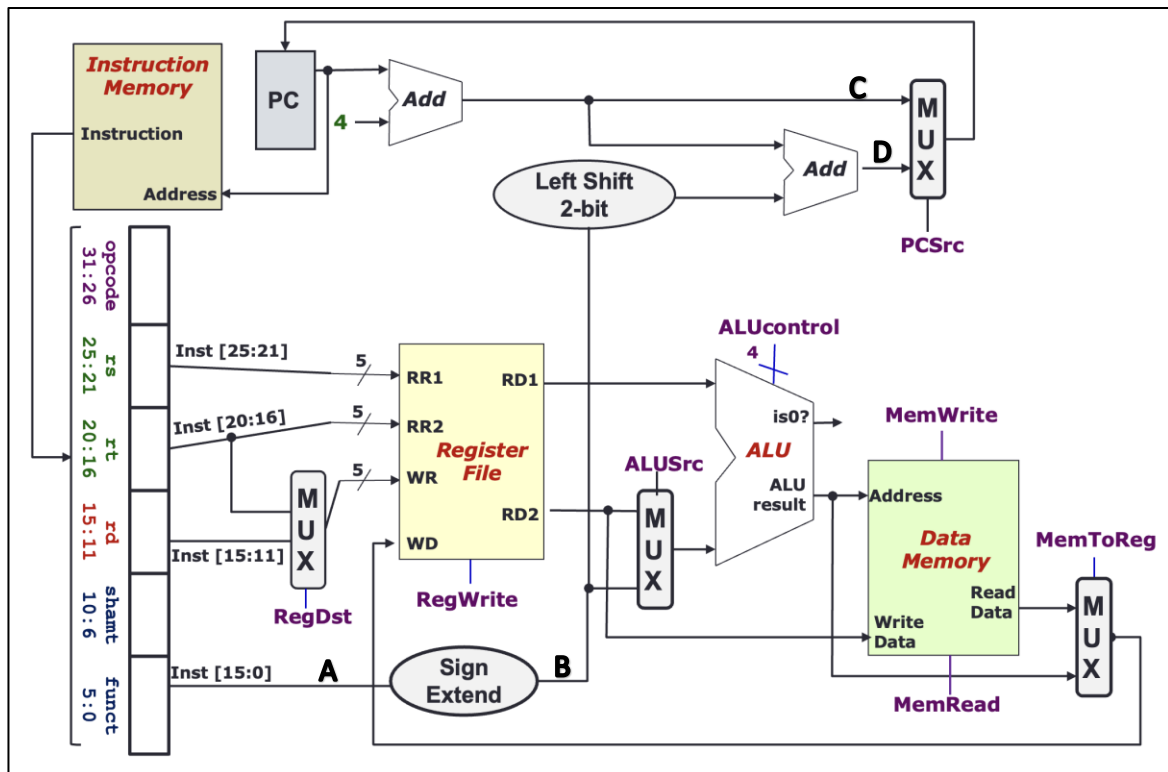 Instruction
Memory
Instruction
Address
PC
4
Add
C
M
U
X
Left Shift
2-bit
Add
D
PCSrc
opcode
31:26
rs
25:21
rt
20:16
rd
15:11
shamt
10:6
funct
5:0
Inst [25:21]
5
RR1
RD1
Inst [20:16]
5
RR2
Register
File
5
WR
RD2
WD
M
U
X
Inst [15:11]
RegDst
RegWrite
ALUcontrol
4
is0?
ALU
ALU
result
ALUSrc
M
U
X
MemWrite
Address
Data
Memory
Read
Data
Write
Data
MemRead
MemToReg
M
U
X
Inst [15:0]
A
Sign
Extend
B